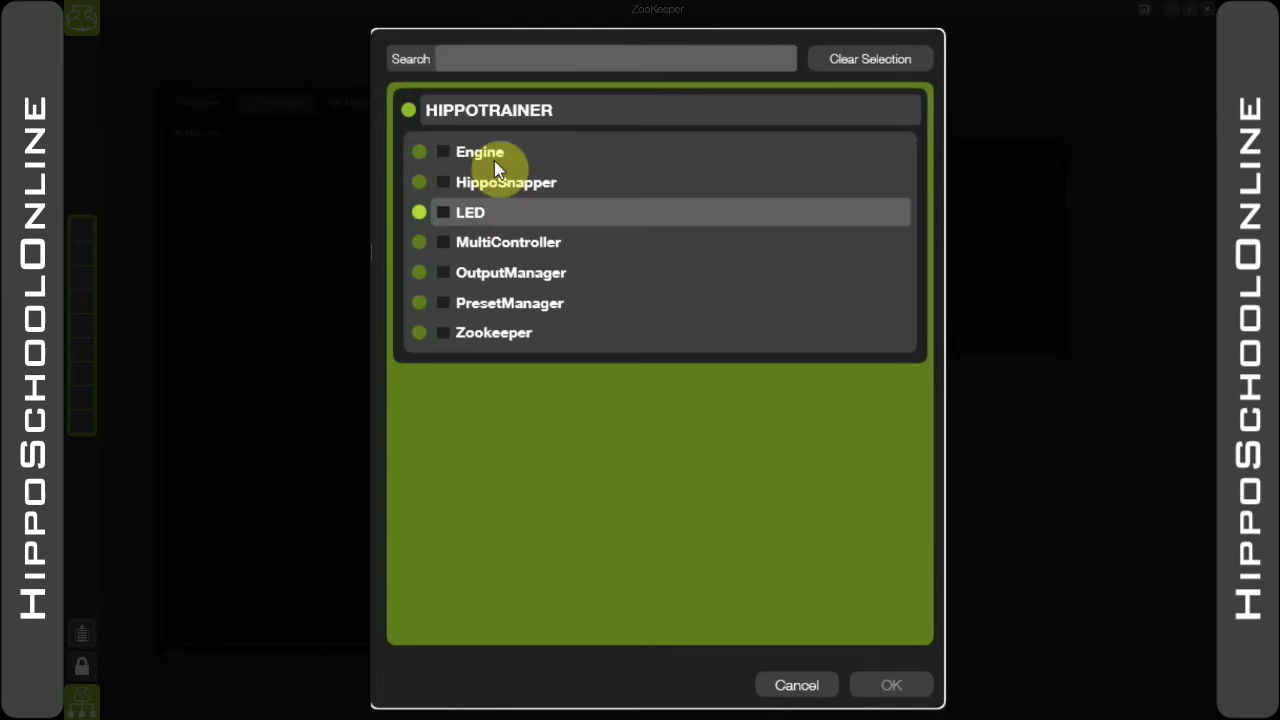 ZooKeeper
Search
Clear Selection
HIPPOTRAINER
Engine
HippoSnapper
LED
MultiController
OutputManager
PresetManager
Zookeeper
Cancel
OK
HIPPOSCHOOLONLINE
HIPPOSCHOOLONLINE